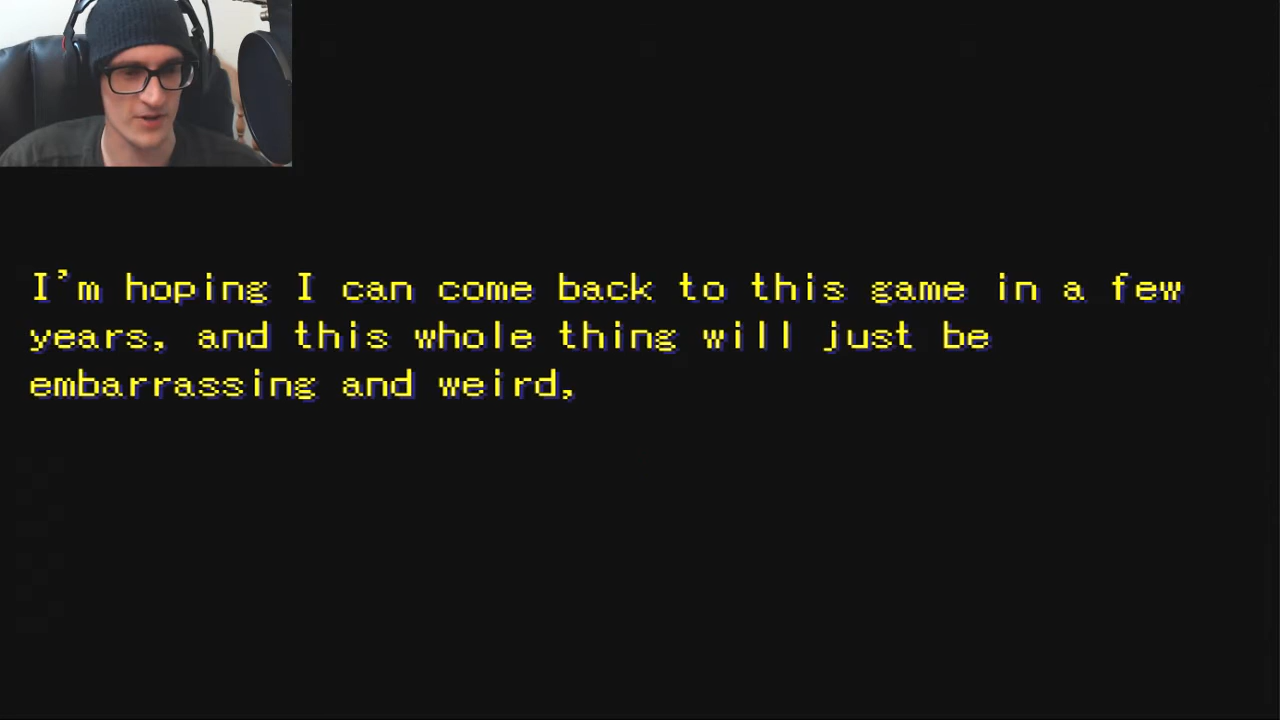 I'm hoping I can come back to this game in a few
years, and this whole thing will just be
embarrassing and weird,